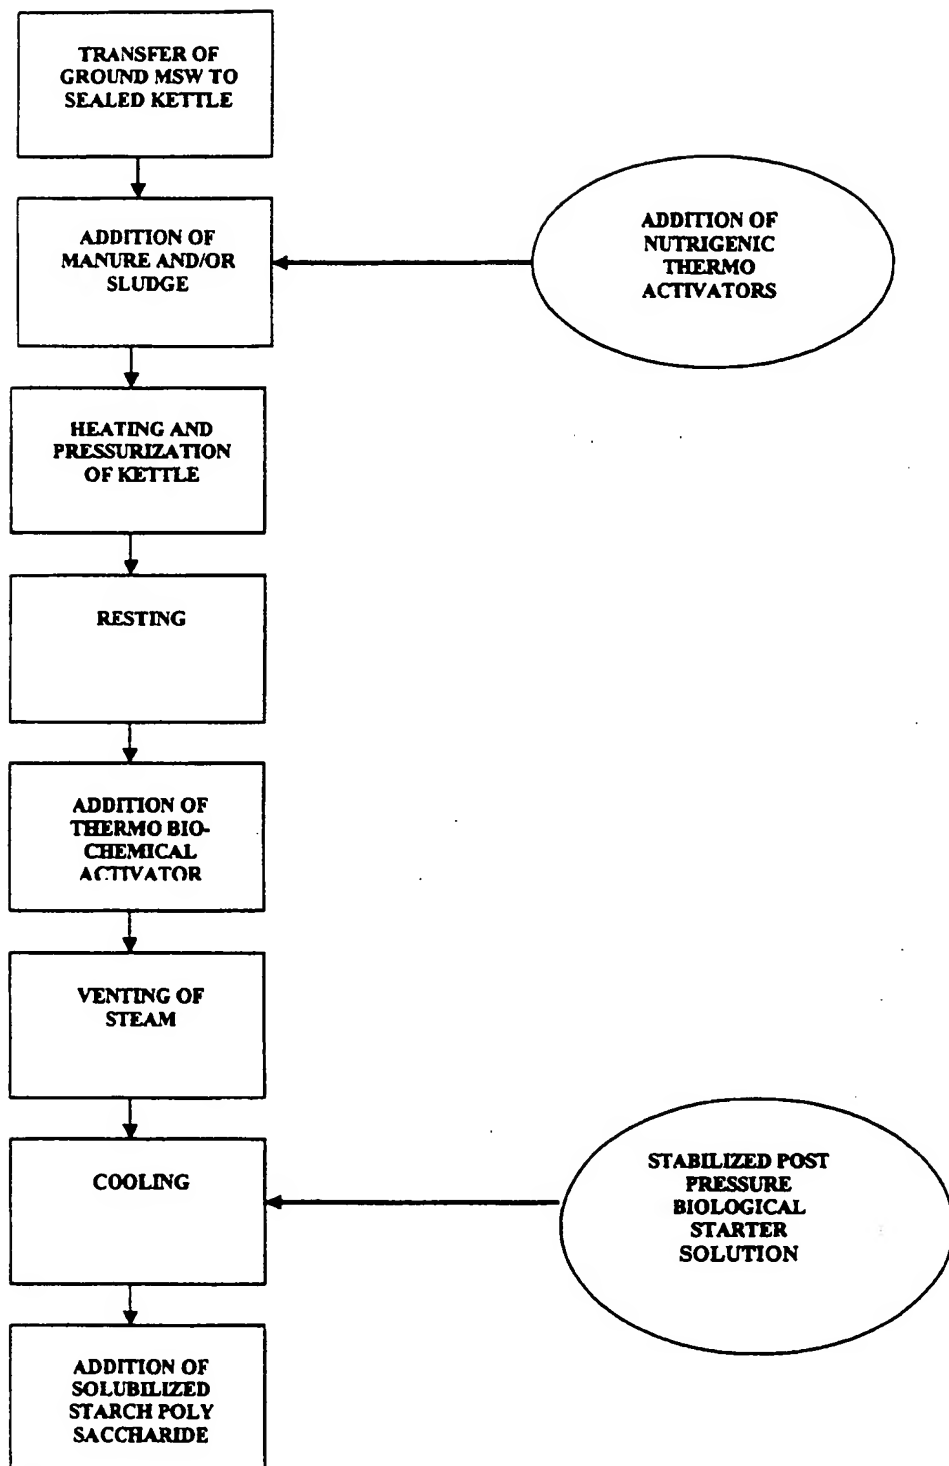 TRANSFER OF
GROUND MSW TO
SEALED KETTLE
ADDITION OF
MANURE AND/OR
SLUDGE
ADDITION OF
NUTRIGENIC
THERMO
ACTIVATORS
HEATING AND
PRESSURIZATION
OF KETTLE
RESTING
ADDITION OF
THERMO BIO-
CHEMICAL
ACTIVATOR
VENTING OF
STEAM
COOLING
STABILIZED POST
PRESSURE
BIOLOGICAL
STARTER
SOLUTION
ADDITION OF
SOLUBILIZED
STARCH POLY
SACCHARIDE